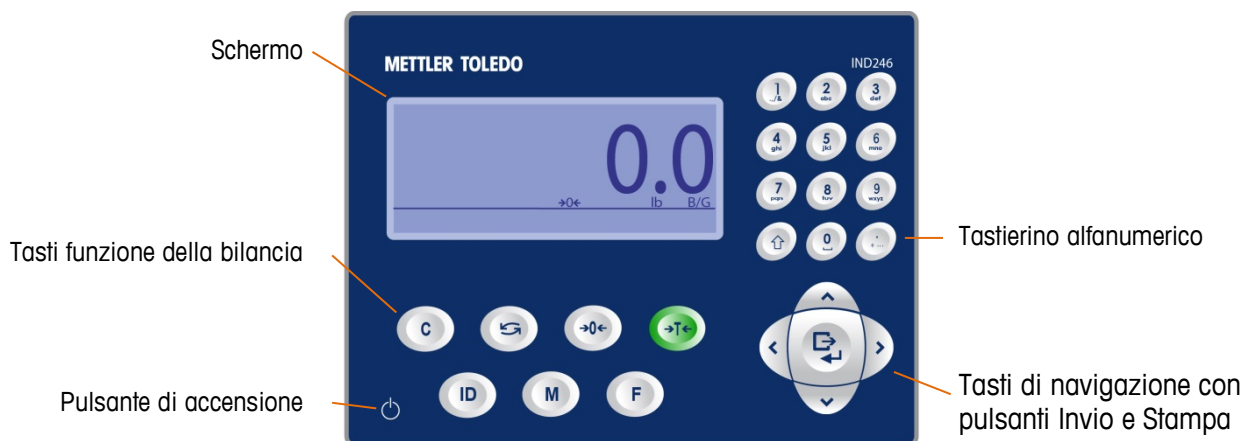 Schermo
METTLER TOLEDO
IND246
0.0
→0← lb B/G
1 2 3
../& abc def
4 5 6
ghi jkl mno
7 8 9
pqrs tuv wxyz
0
Tastierino alfanumerico
Tasti funzione della bilancia
C →0← →T←
ID M F
Pulsante di accensione
Tasti di navigazione con
pulsanti Invio e Stampa